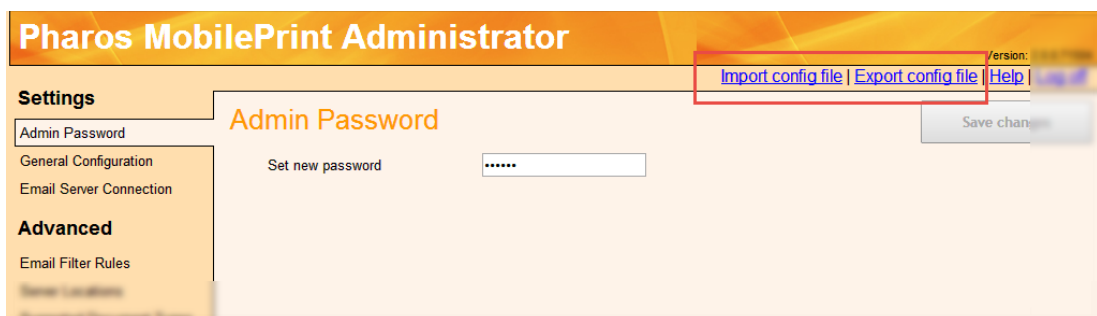 Pharos MobilePrint Administrator
Version:
Import config file | Export config file | Help |
Settings
Admin Password
General Configuration
Email Server Connection
Advanced
Email Filter Rules
Admin Password
Save changes
Set new password ••••••